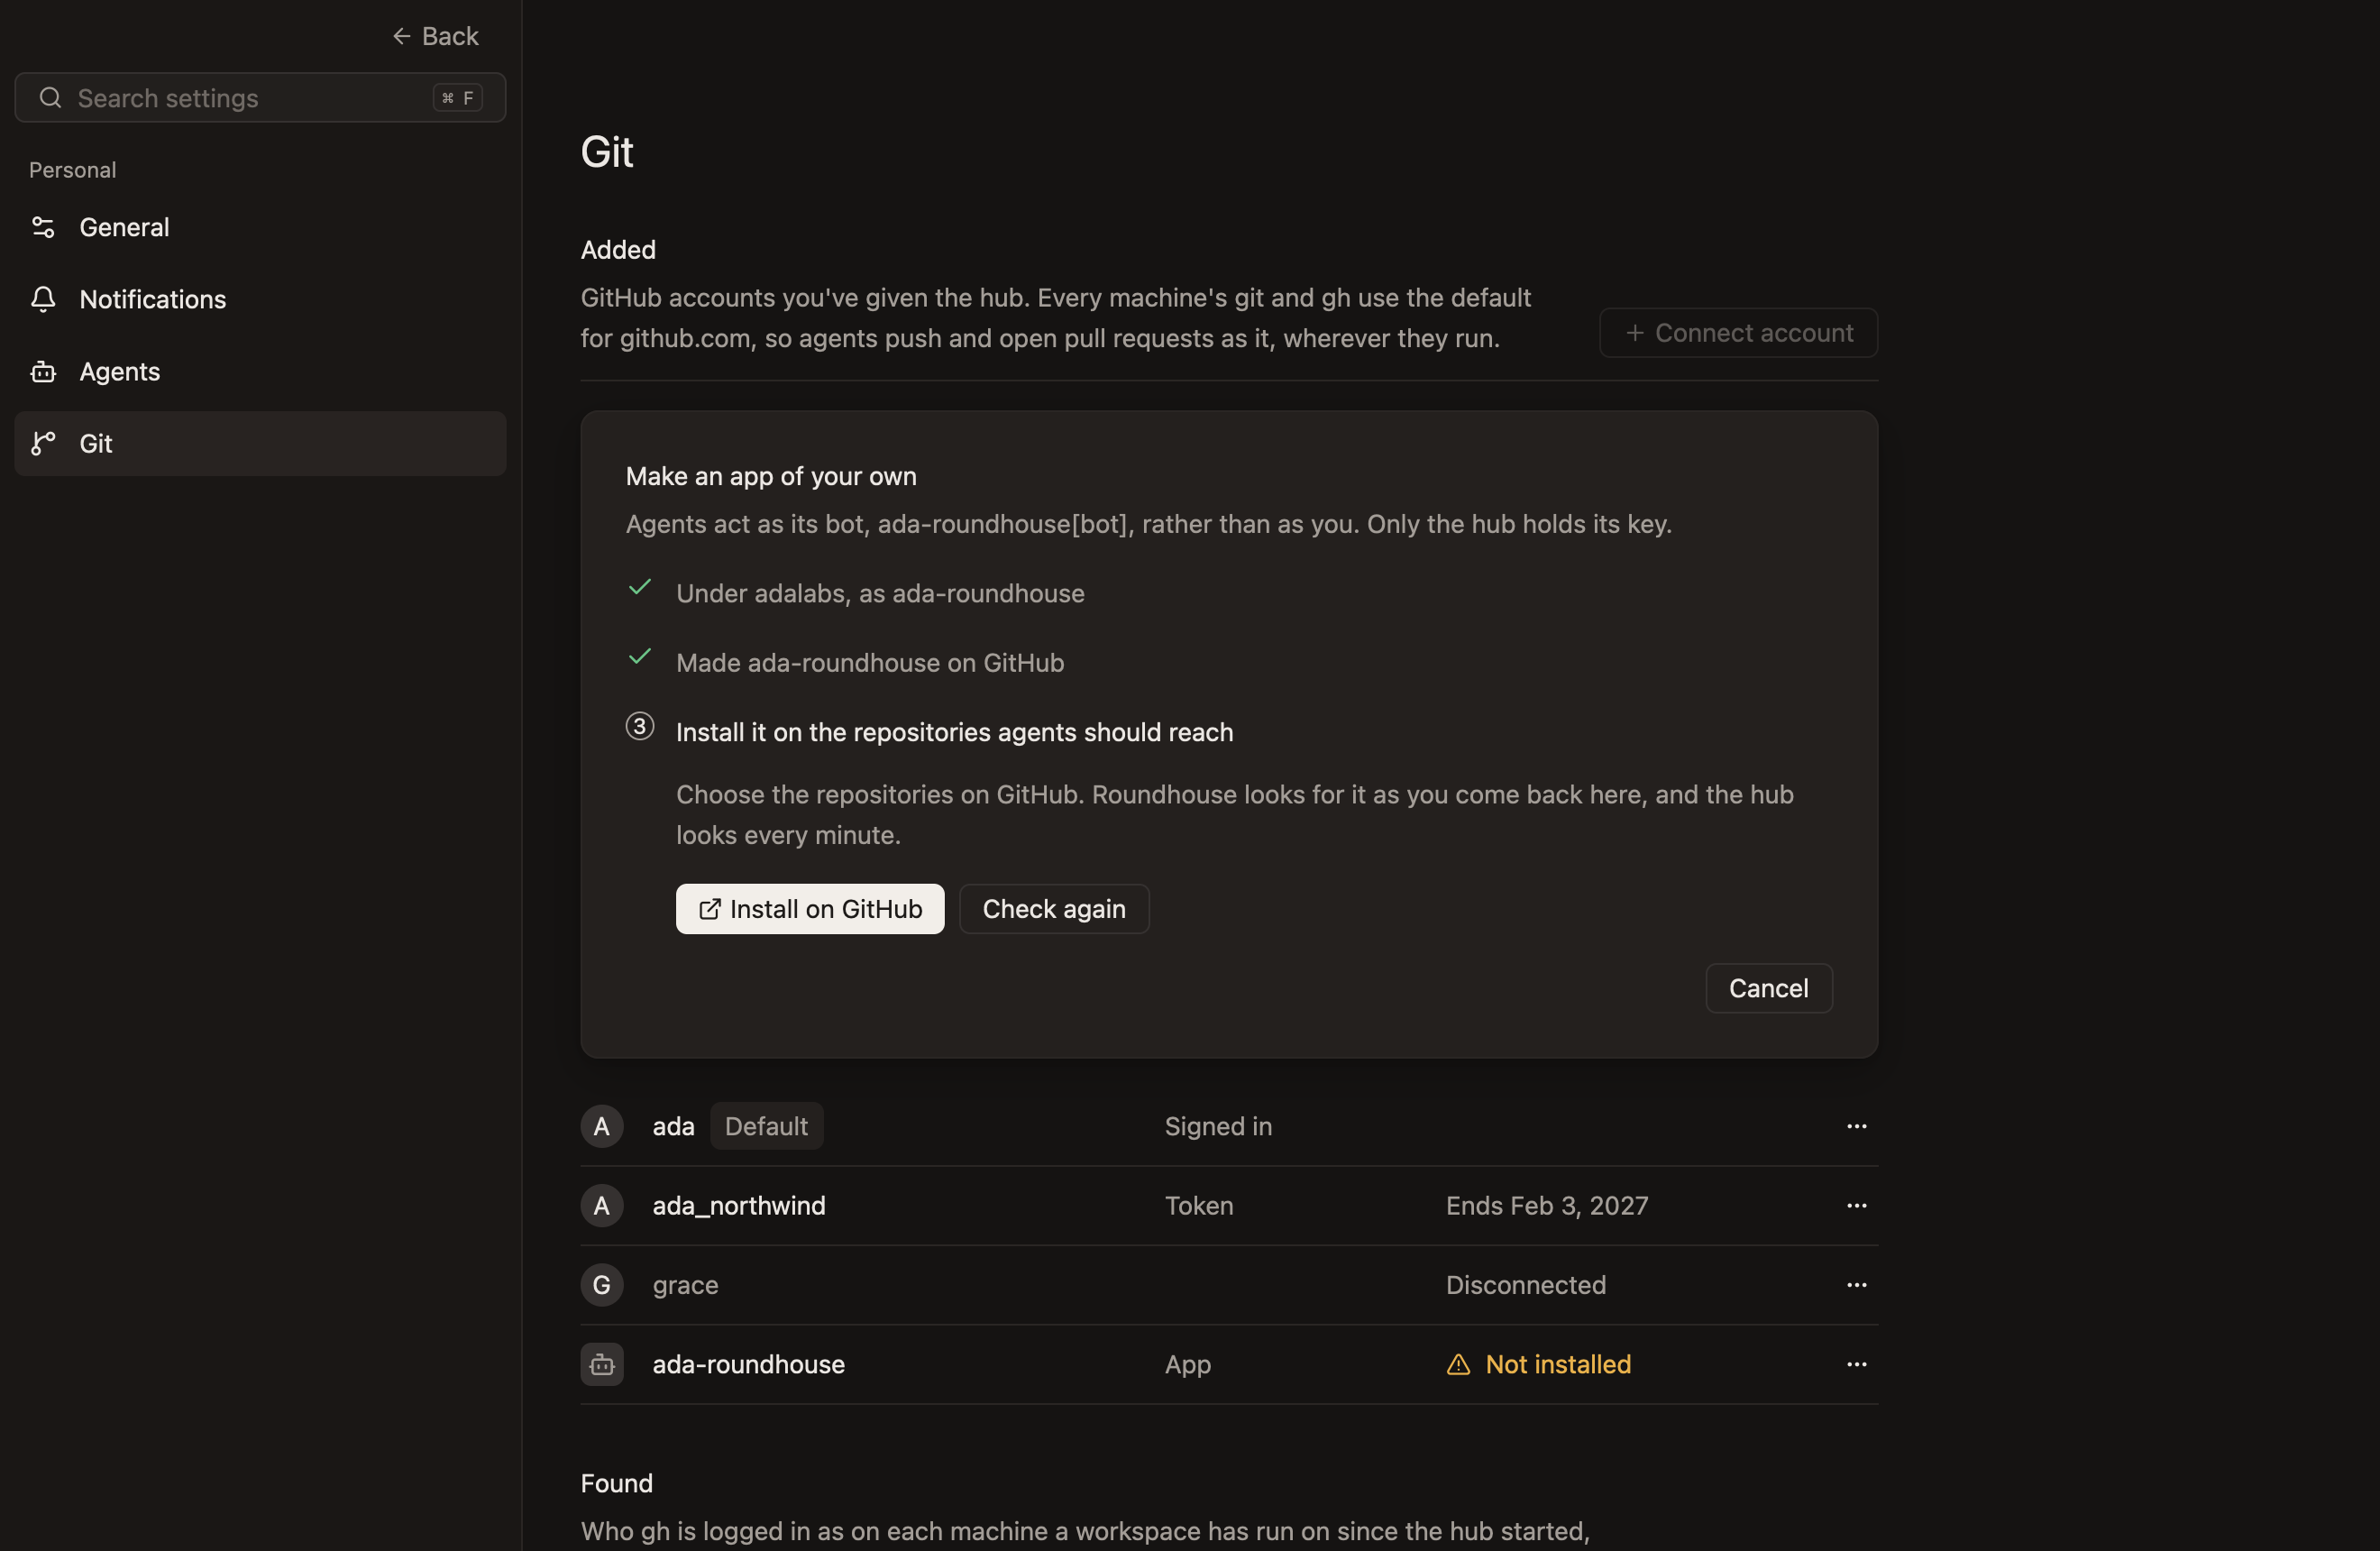 ← Back
Search settings ⌘ F
Personal
General
Notifications
Agents
Git
Git
Added
GitHub accounts you've given the hub. Every machine's git and gh use the default
for github.com, so agents push and open pull requests as it, wherever they run.
+ Connect account
Make an app of your own
Agents act as its bot, ada-roundhouse[bot], rather than as you. Only the hub holds its key.
Under adalabs, as ada-roundhouse
Made ada-roundhouse on GitHub
3 Install it on the repositories agents should reach
Choose the repositories on GitHub. Roundhouse looks for it as you come back here, and the hub
looks every minute.
Install on GitHub Check again
Cancel
A ada Default Signed in ...
A ada_northwind Token Ends Feb 3, 2027 ...
G grace Disconnected ...
ada-roundhouse App Not installed ...
Found
Who gh is logged in as on each machine a workspace has run on since the hub started,